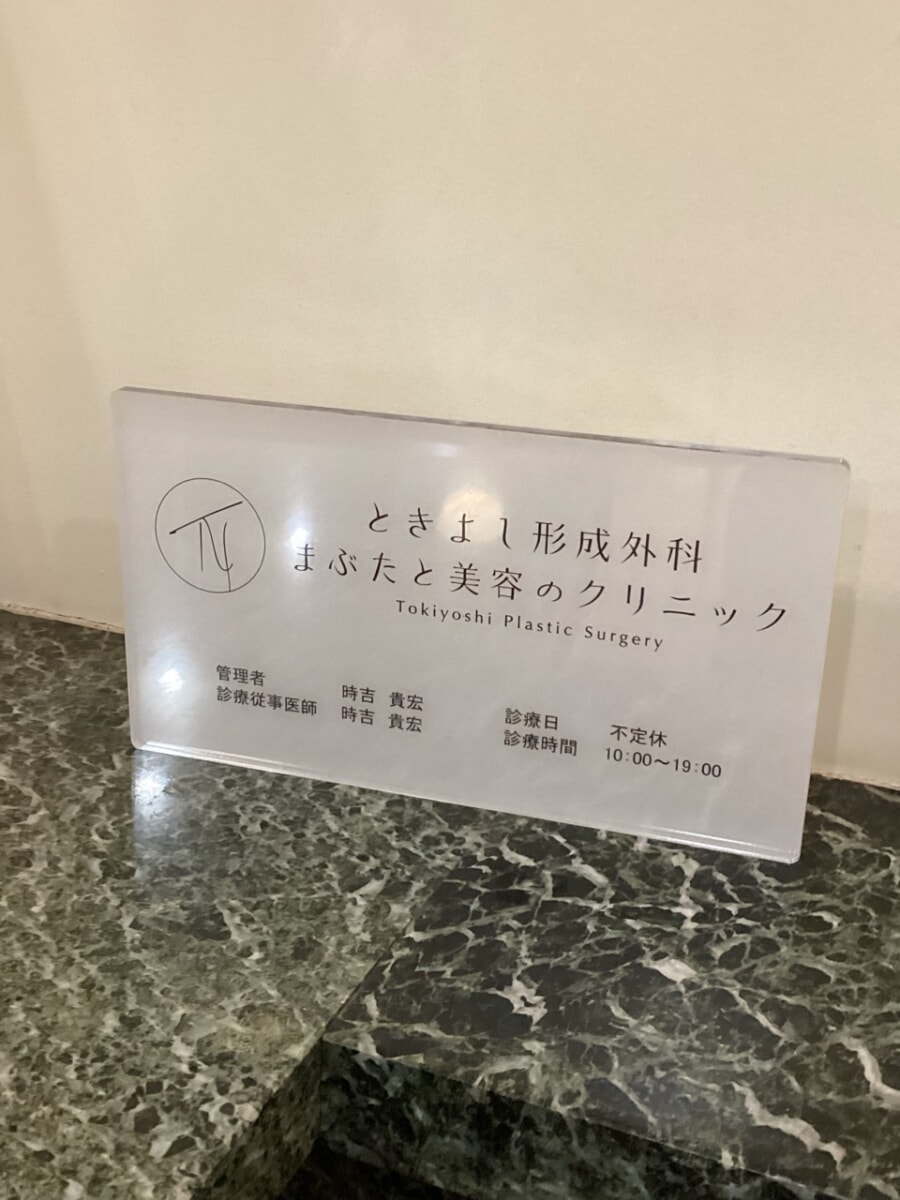 TY
ときよし形成外科
まぶたと美容のクリニック
Tokiyoshi Plastic Surgery
管理者 時吉 貴宏
診療従事医師 時吉 貴宏
診療日 不定休
診療時間 10:00〜19:00